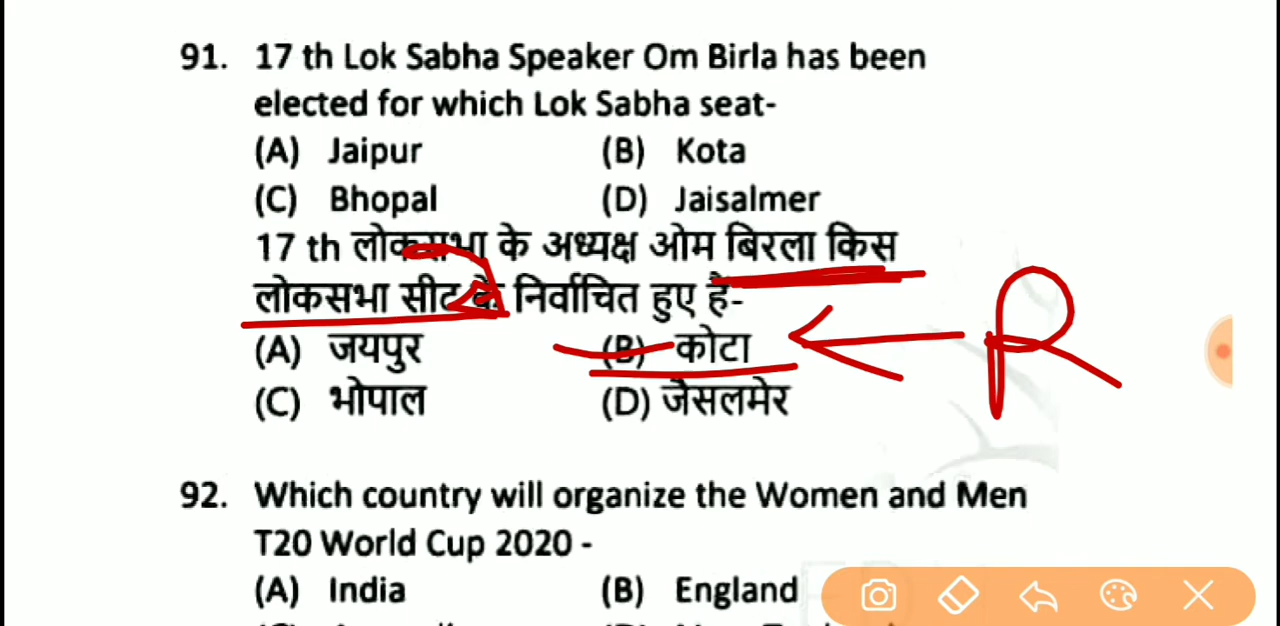 91. 17 th Lok Sabha Speaker Om Birla has been
elected for which Lok Sabha seat-
(A) Jaipur (B) Kota
(C) Bhopal (D) Jaisalmer
17 th लोकसभा के अध्यक्ष ओम बिरला किस
लोकसभा सीट के निर्वाचित हुए हैं-
(A) जयपुर (B) कोटा
(C) भोपाल (D) जैसलमेर
R
92. Which country will organize the Women and Men
T20 World Cup 2020 -
(A) India (B) England